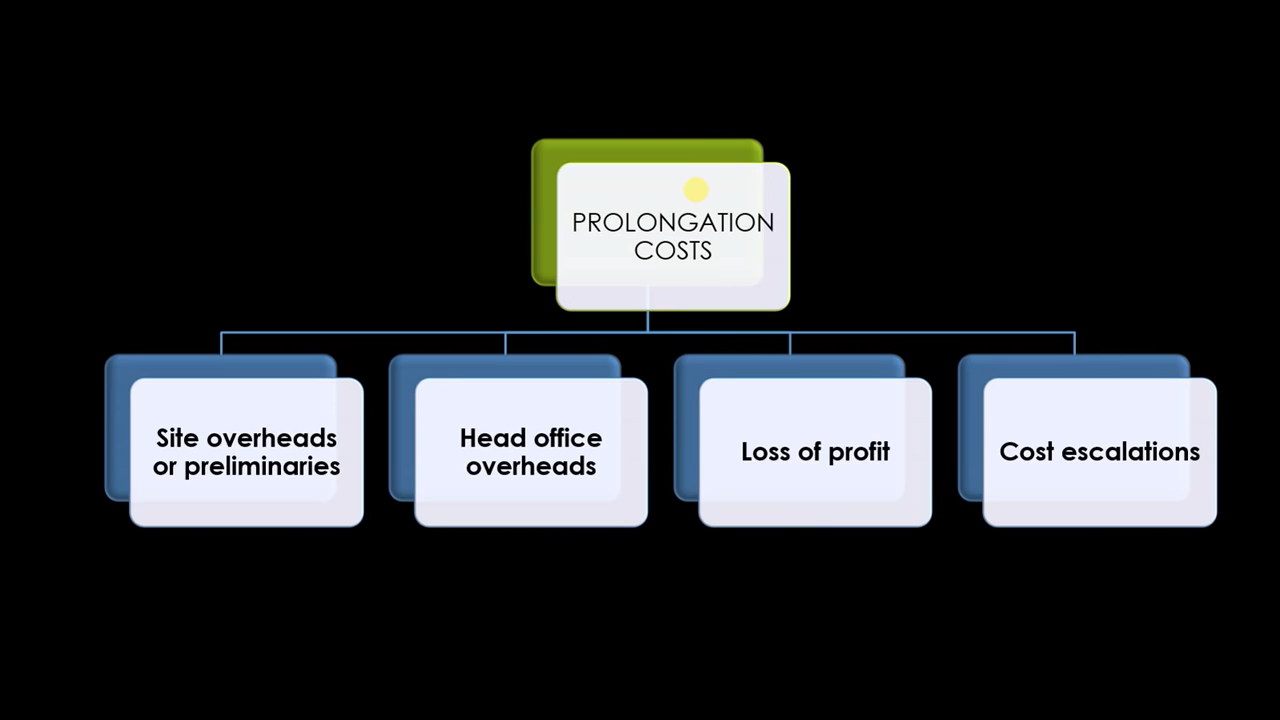 PROLONGATION
COSTS
Site overheads
or preliminaries
Head office
overheads
Loss of profit
Cost escalations